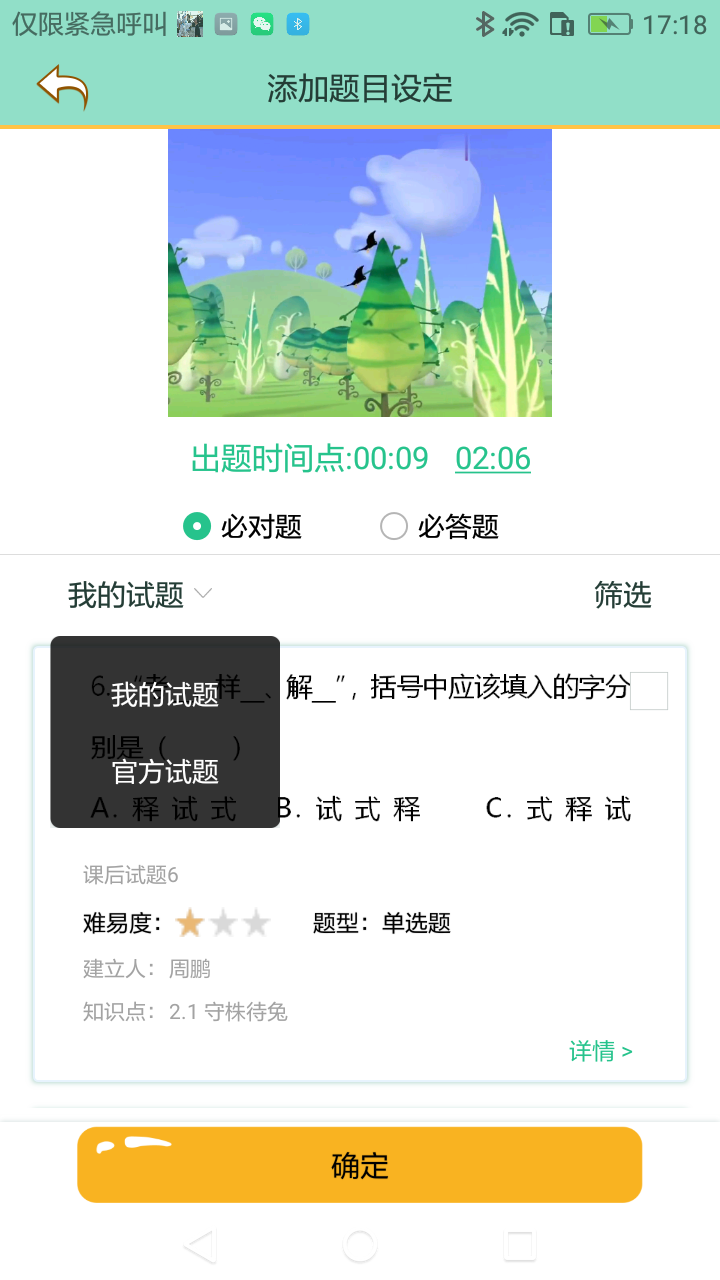 仅限紧急呼叫 17:18
添加题目设定
出题时间点:00:09 02:06
必对题 必答题
我的试题 筛选
6. “考__ 样__、解__”, 括号中应该填入的字分
我的试题
别是 ( )
官方试题
A. 释 试 式 B. 试 式 释 C. 式 释 试
课后试题6
难易度: 题型: 单选题
建立人: 周鹏
知识点: 2.1 守株待兔
详情 >
确定